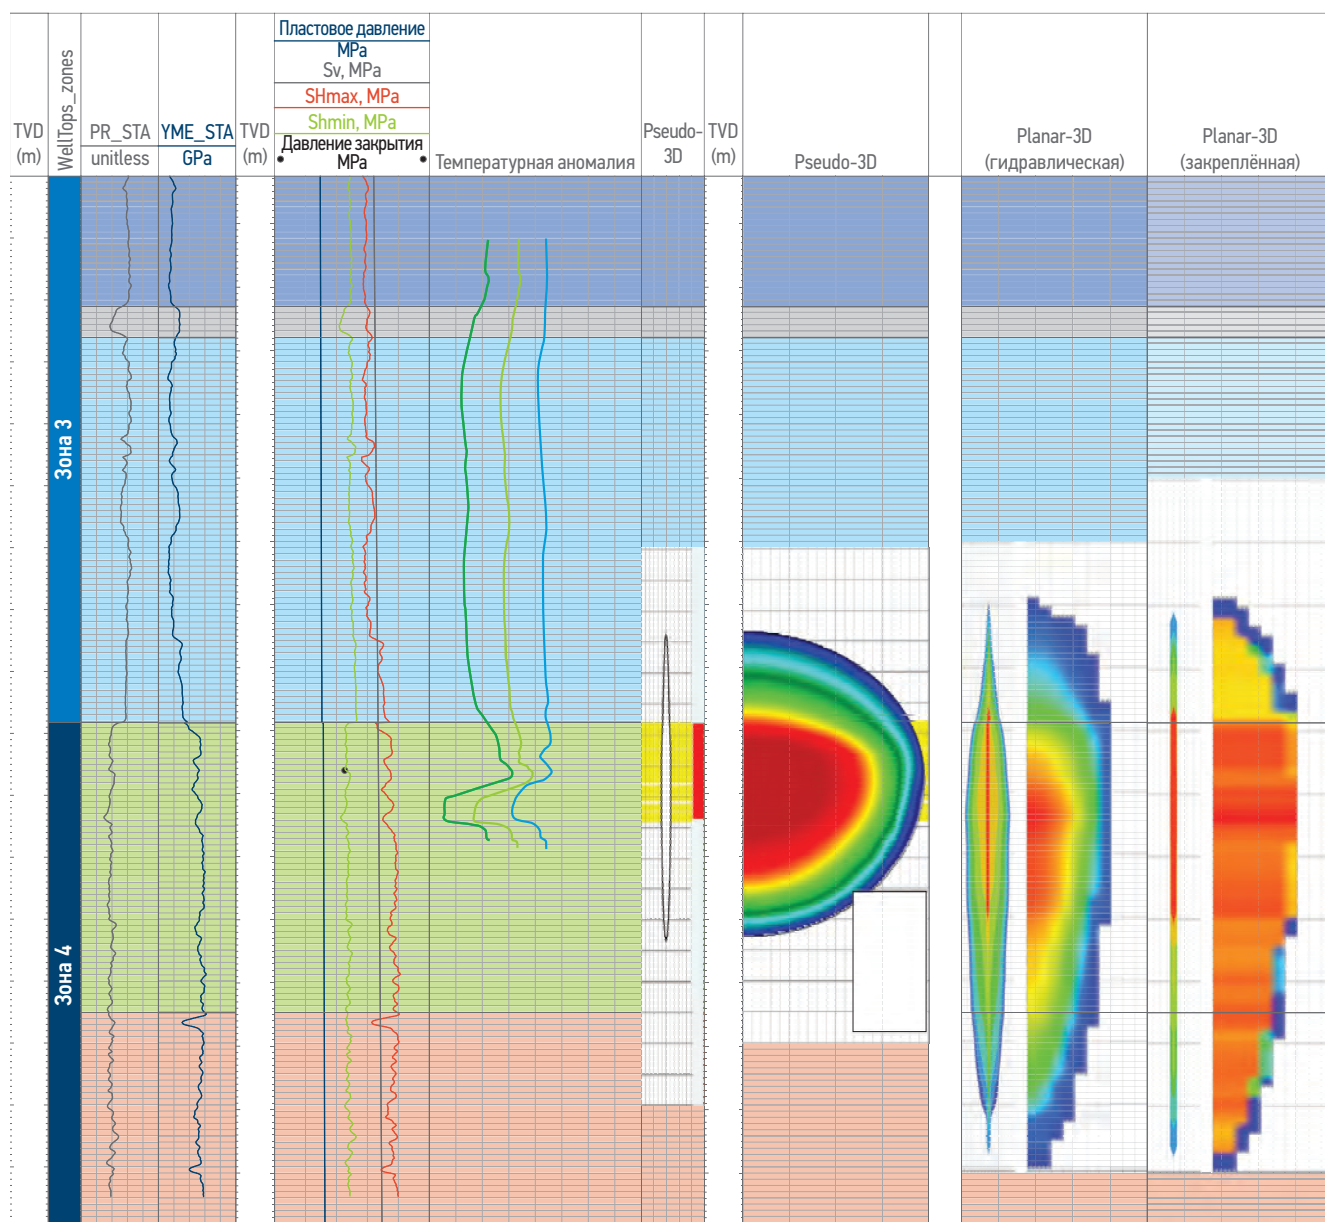 TVD
(m)
WellTops_zones
PR_STA
unitless
YME_STA
GPa
TVD
(m)
Пластовое давление
MPa
Sv, MPa
SHmax, MPa
Shmin, MPa
Давление закрытия
MPa
Температурная аномалия
Pseudo-
3D
TVD
(m)
Pseudo-3D
Planar-3D
(гидравлическая)
Planar-3D
(закреплённая)
Зона 3
Зона 4